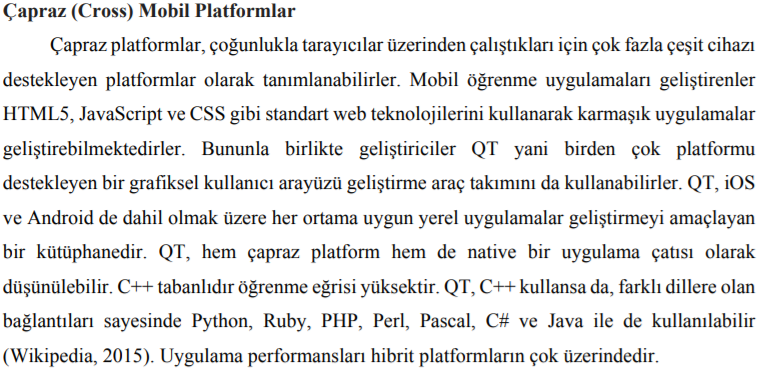 Çapraz (Cross) Mobil Platformlar
Çapraz platformlar, çoğunlukla tarayıcılar üzerinden çalıştıkları için çok fazla çeşit cihazı
destekleyen platformlar olarak tanımlanabilirler. Mobil öğrenme uygulamaları geliştirenler
HTML5, JavaScript ve CSS gibi standart web teknolojilerini kullanarak karmaşık uygulamalar
geliştirebilmektedirler. Bununla birlikte geliştiriciler QT yani birden çok platformu
destekleyen bir grafiksel kullanıcı arayüzü geliştirme araç takımını da kullanabilirler. QT, iOS
ve Android de dahil olmak üzere her ortama uygun yerel uygulamalar geliştirmeyi amaçlayan
bir kütüphanedir. QT, hem çapraz platform hem de native bir uygulama çatısı olarak
düşünülebilir. C++ tabanlıdır öğrenme eğrisi yüksektir. QT, C++ kullansa da, farklı dillere olan
bağlantıları sayesinde Python, Ruby, PHP, Perl, Pascal, C# ve Java ile de kullanılabilir
(Wikipedia, 2015). Uygulama performansları hibrit platformların çok üzerindedir.